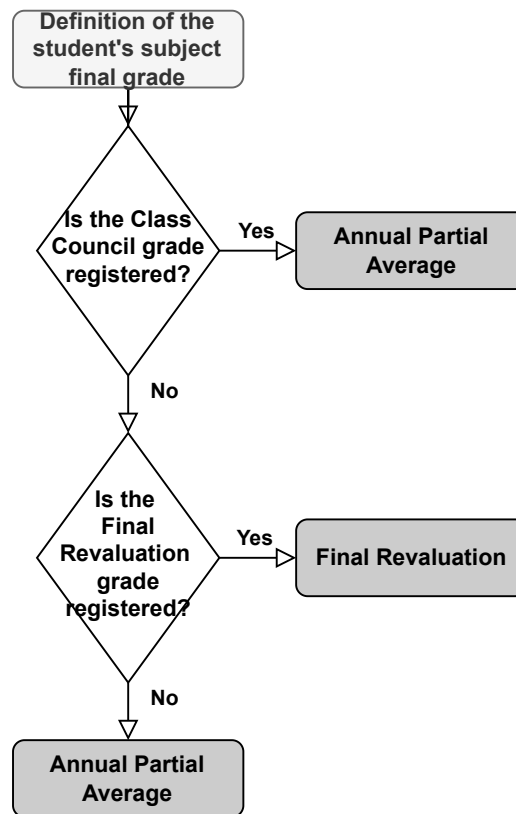 Definition of the
student's subject
final grade
Is the Class
Council grade
registered?
Yes
Annual Partial
Average
No
Is the
Final
Revaluation
grade
registered?
Yes
Final Revaluation
No
Annual Partial
Average